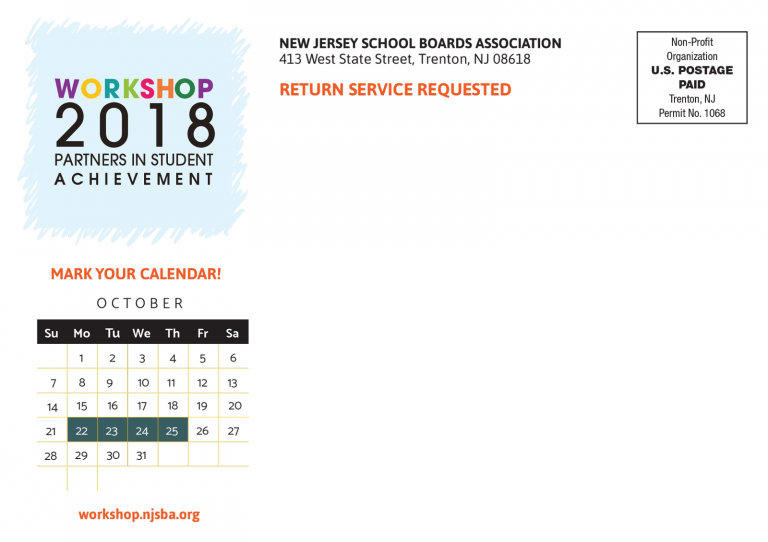 WORKSHOP
2018
PARTNERS IN STUDENT
ACHIEVEMENT
NEW JERSEY SCHOOL BOARDS ASSOCIATION
413 West State Street, Trenton, NJ 08618
RETURN SERVICE REQUESTED
Non-Profit
Organization
U.S. POSTAGE
PAID
Trenton, NJ
Permit No. 1068
MARK YOUR CALENDAR!
OCTOBER
Su Mo Tu We Th Fr Sa
1 2 3 4 5 6
7 8 9 10 11 12 13
14 15 16 17 18 19 20
21 22 23 24 25 26 27
28 29 30 31
workshop.njsba.org